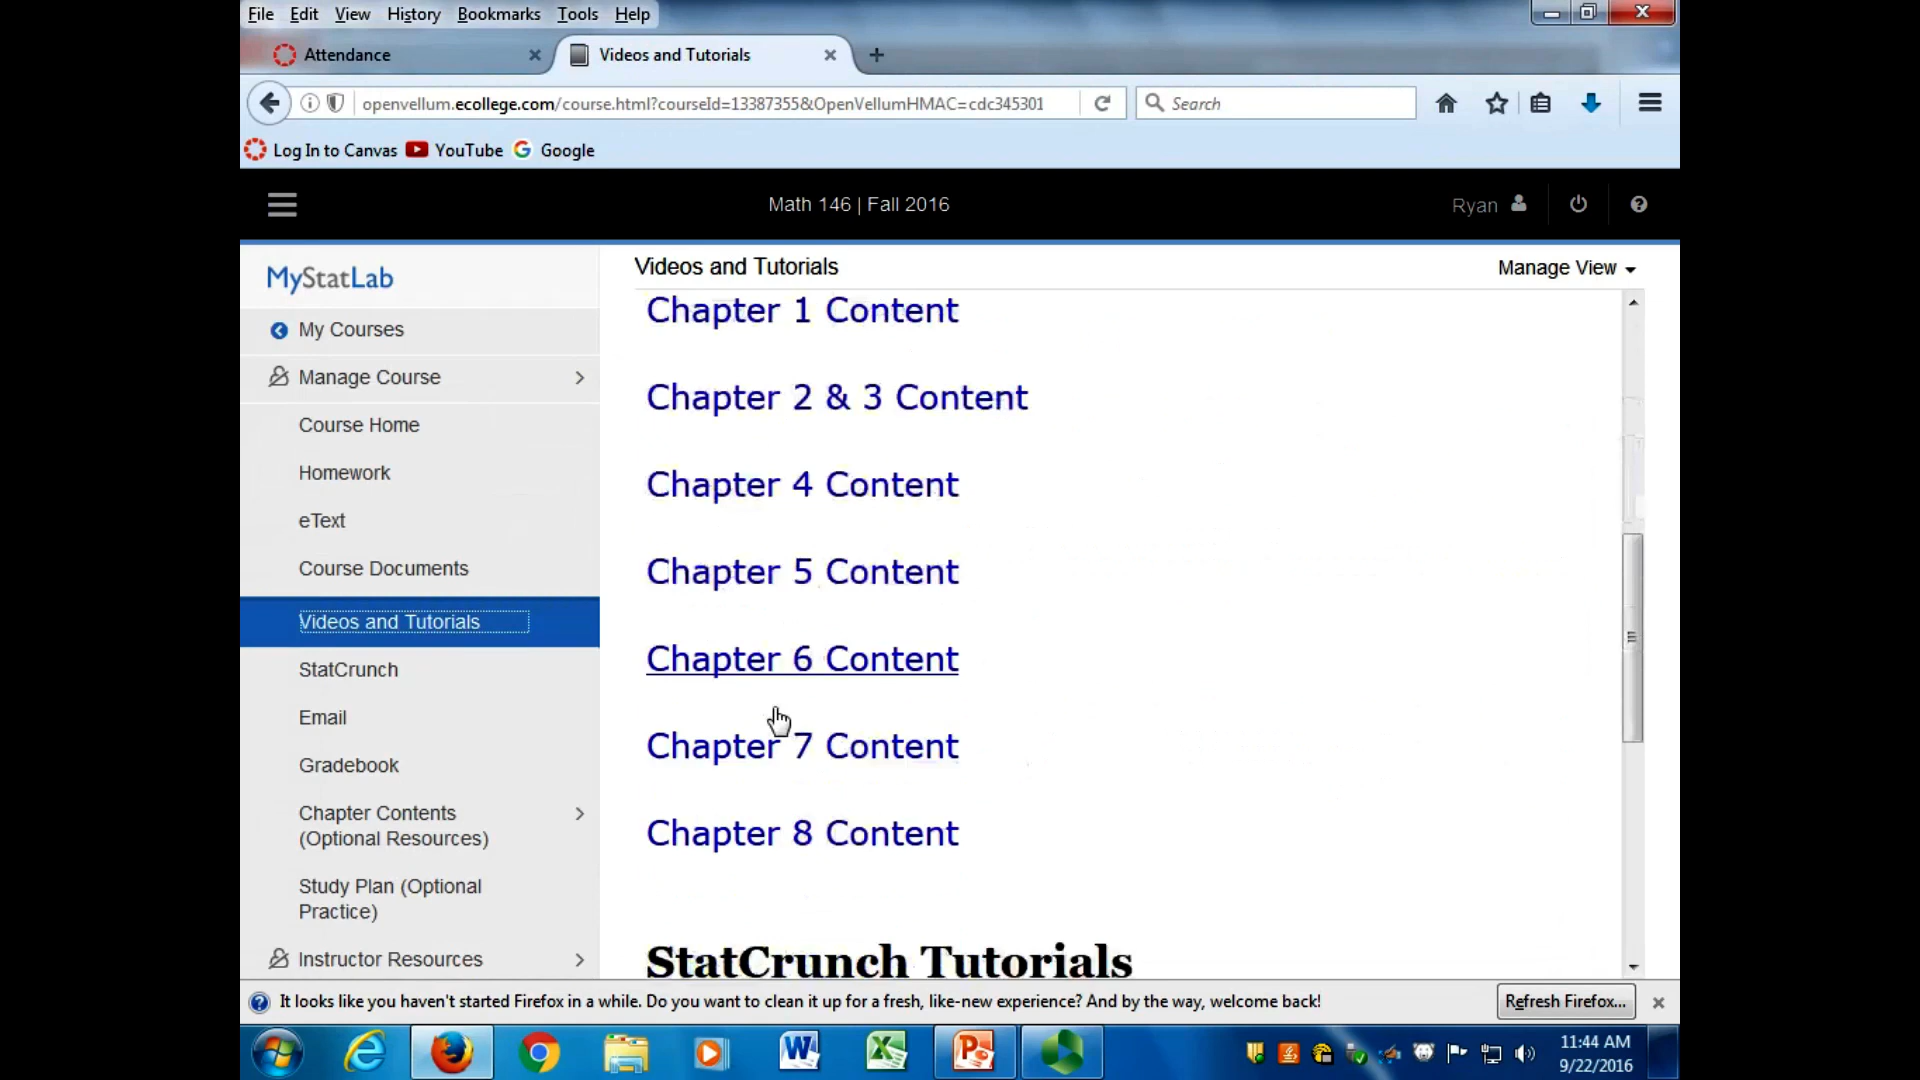 File Edit View History Bookmarks Tools Help
Attendance
Videos and Tutorials
openvellum.ecollege.com/course.html?courseId=13387355&OpenVellumHMAC=cdc345301
Search
Log In to Canvas YouTube Google
Math 146 | Fall 2016
Ryan
MyStatLab
My Courses
Manage Course
Course Home
Homework
eText
Course Documents
Videos and Tutorials
StatCrunch
Email
Gradebook
Chapter Contents
(Optional Resources)
Study Plan (Optional
Practice)
Instructor Resources
Videos and Tutorials
Manage View
Chapter 1 Content
Chapter 2 & 3 Content
Chapter 4 Content
Chapter 5 Content
Chapter 6 Content
Chapter 7 Content
Chapter 8 Content
StatCrunch Tutorials
It looks like you haven't started Firefox in a while. Do you want to clean it up for a fresh, like-new experience? And by the way, welcome back!
Refresh Firefox...
11:44 AM
9/22/2016